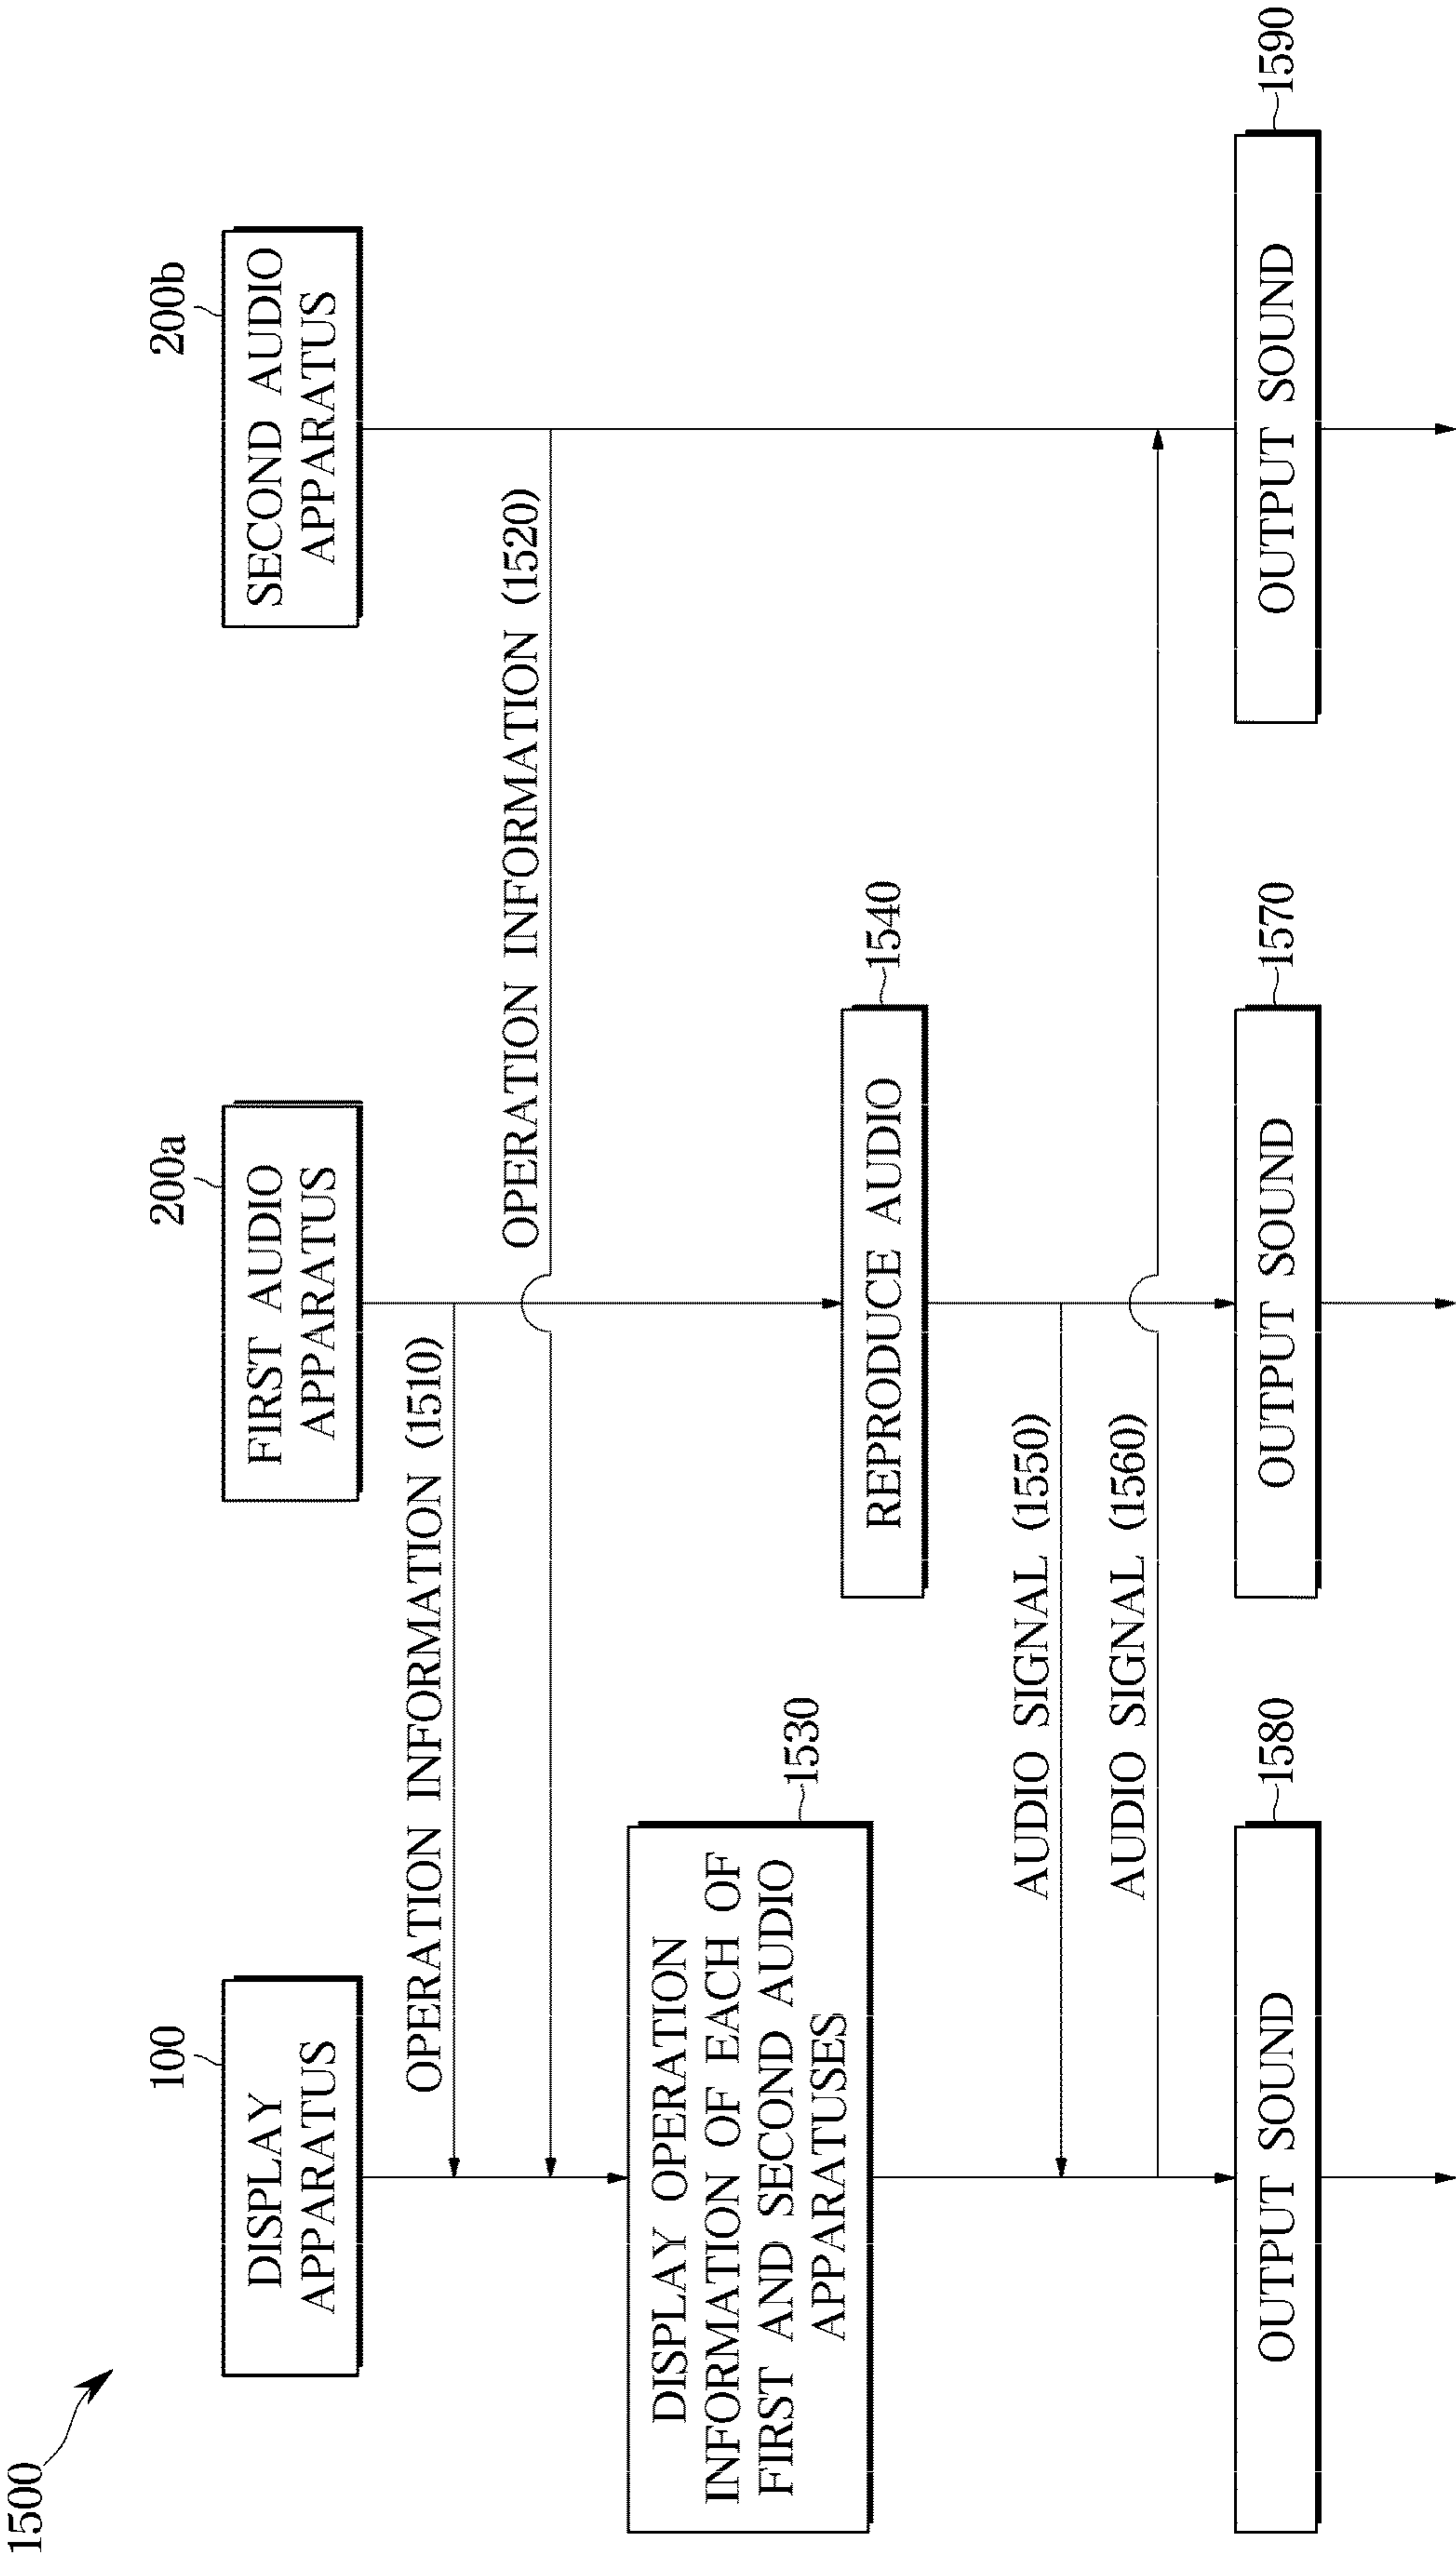 1500
100
DISPLAY
APPARATUS
200a
FIRST AUDIO
APPARATUS
200b
SECOND AUDIO
APPARATUS
OPERATION INFORMATION (1510)
OPERATION INFORMATION (1520)
DISPLAY OPERATION
INFORMATION OF EACH OF
FIRST AND SECOND AUDIO
APPARATUSES
1530
REPRODUCE AUDIO
1540
AUDIO SIGNAL (1550)
AUDIO SIGNAL (1560)
OUTPUT SOUND
1580
OUTPUT SOUND
1570
OUTPUT SOUND
1590